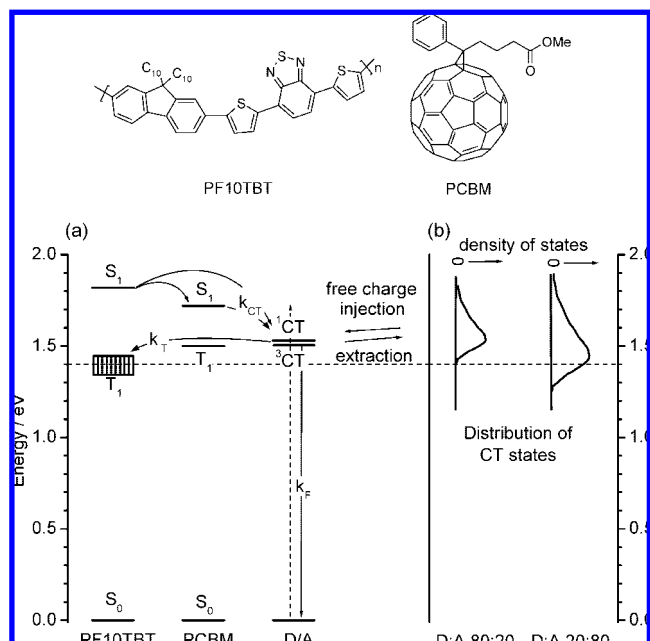 C10 C10
S
N N
S
S
n
OMe
O
PF10TBT
PCBM
(a)
(b)
2.0
1.5
1.0
0.5
0.0
Energy / eV
S1
S1
kCT
1CT
kT
T1
3CT
T1
kF
S0
S0
PF10TBT PCBM D/A
free charge
injection
extraction
0 density of states 0
Distribution of
CT states
D:A 80:20 D:A 20:80
2.0
1.5
1.0
0.5
0.0